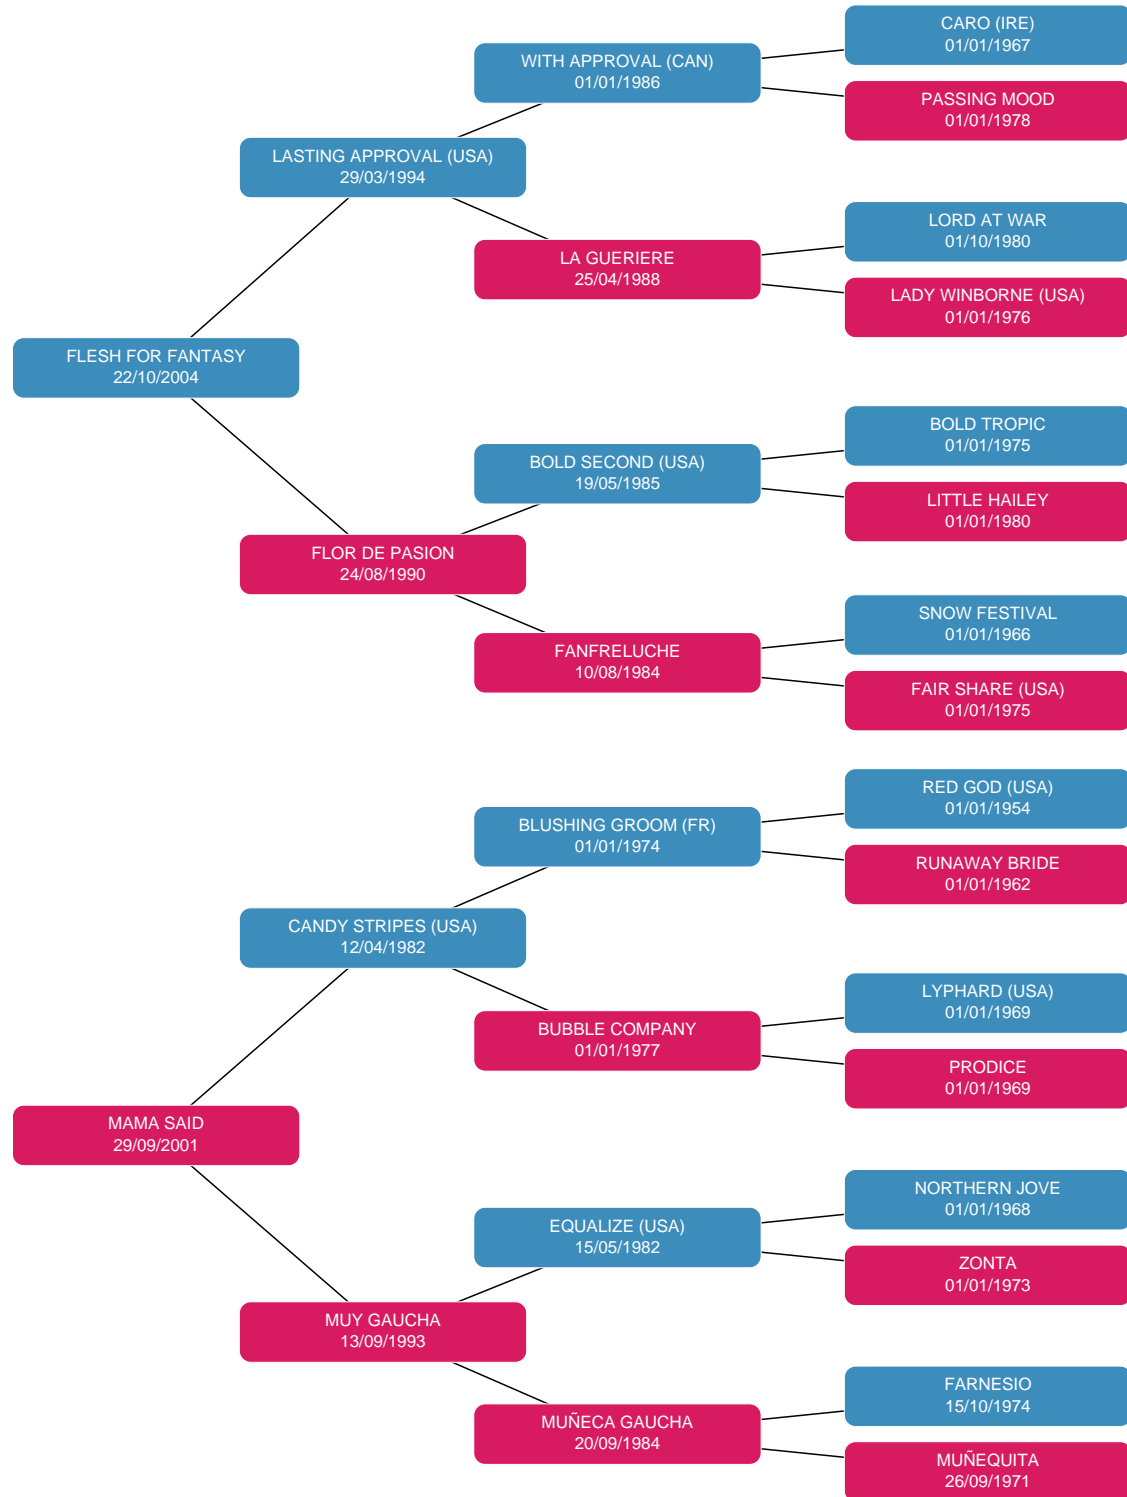 CARO (IRE)
01/01/1967
WITH APPROVAL (CAN)
01/01/1986
PASSING MOOD
01/01/1978
LASTING APPROVAL (USA)
29/03/1994
LORD AT WAR
01/10/1980
LA GUERIERE
25/04/1988
LADY WINBORNE (USA)
01/01/1976
FLESH FOR FANTASY
22/10/2004
BOLD TROPIC
01/01/1975
BOLD SECOND (USA)
19/05/1985
LITTLE HAILEY
01/01/1980
FLOR DE PASION
24/08/1990
SNOW FESTIVAL
01/01/1966
FANFRELUCHE
10/08/1984
FAIR SHARE (USA)
01/01/1975
RED GOD (USA)
01/01/1954
BLUSHING GROOM (FR)
01/01/1974
RUNAWAY BRIDE
01/01/1962
CANDY STRIPES (USA)
12/04/1982
LYPHARD (USA)
01/01/1969
BUBBLE COMPANY
01/01/1977
PRODICE
01/01/1969
MAMA SAID
29/09/2001
NORTHERN JOVE
01/01/1968
EQUALIZE (USA)
15/05/1982
ZONTA
01/01/1973
MUY GAUCHA
13/09/1993
FARNESIO
15/10/1974
MUÑECA GAUCHA
20/09/1984
MUÑEQUITA
26/09/1971